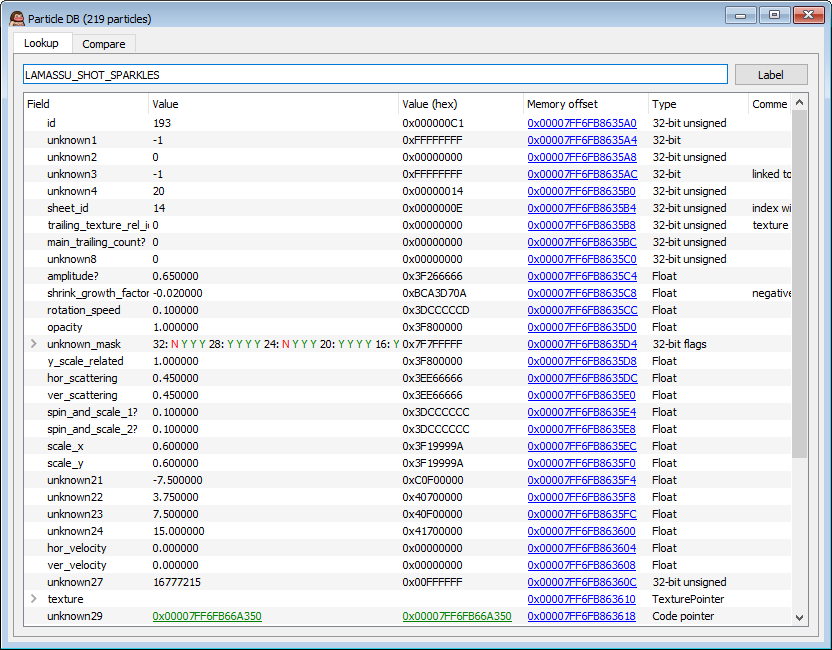 Particle DB (219 particles)
Lookup Compare
LAMASSU_SHOT_SPARKLES Label
Field Value Value (hex) Memory offset Type Comme
id 193 0x000000C1 0x00007FF6FB8635A0 32-bit unsigned
unknown1 -1 0xFFFFFFFF 0x00007FF6FB8635A4 32-bit
unknown2 0 0x00000000 0x00007FF6FB8635A8 32-bit unsigned
unknown3 -1 0xFFFFFFFF 0x00007FF6FB8635AC 32-bit linked to
unknown4 20 0x00000014 0x00007FF6FB8635B0 32-bit unsigned
sheet_id 14 0x0000000E 0x00007FF6FB8635B4 32-bit unsigned index wi
trailing_texture_rel_i 0 0x00000000 0x00007FF6FB8635B8 32-bit unsigned texture
main_trailing_count? 0 0x00000000 0x00007FF6FB8635BC 32-bit unsigned
unknown8 0 0x00000000 0x00007FF6FB8635C0 32-bit unsigned
amplitude? 0.650000 0x3F266666 0x00007FF6FB8635C4 Float
shrink_growth_factor -0.020000 0xBCA3D70A 0x00007FF6FB8635C8 Float negative
rotation_speed 0.100000 0x3DCCCCCD 0x00007FF6FB8635CC Float
opacity 1.000000 0x3F800000 0x00007FF6FB8635D0 Float
unknown_mask 32: N Y Y Y 28: Y Y Y Y 24: N Y Y Y 20: Y Y Y Y 16: Y 0x7F7FFFFF 0x00007FF6FB8635D4 32-bit flags
y_scale_related 1.000000 0x3F800000 0x00007FF6FB8635D8 Float
hor_scattering 0.450000 0x3EE66666 0x00007FF6FB8635DC Float
ver_scattering 0.450000 0x3EE66666 0x00007FF6FB8635E0 Float
spin_and_scale_1? 0.100000 0x3DCCCCCC 0x00007FF6FB8635E4 Float
spin_and_scale_2? 0.100000 0x3DCCCCCC 0x00007FF6FB8635E8 Float
scale_x 0.600000 0x3F19999A 0x00007FF6FB8635EC Float
scale_y 0.600000 0x3F19999A 0x00007FF6FB8635F0 Float
unknown21 -7.500000 0xC0F00000 0x00007FF6FB8635F4 Float
unknown22 3.750000 0x40700000 0x00007FF6FB8635F8 Float
unknown23 7.500000 0x40F00000 0x00007FF6FB8635FC Float
unknown24 15.000000 0x41700000 0x00007FF6FB863600 Float
hor_velocity 0.000000 0x00000000 0x00007FF6FB863604 Float
ver_velocity 0.000000 0x00000000 0x00007FF6FB863608 Float
unknown27 16777215 0x00FFFFFF 0x00007FF6FB86360C 32-bit unsigned
texture 0x00007FF6FB863610 TexturePointer
unknown29 0x00007FF6FB66A350 0x00007FF6FB66A350 0x00007FF6FB863618 Code pointer